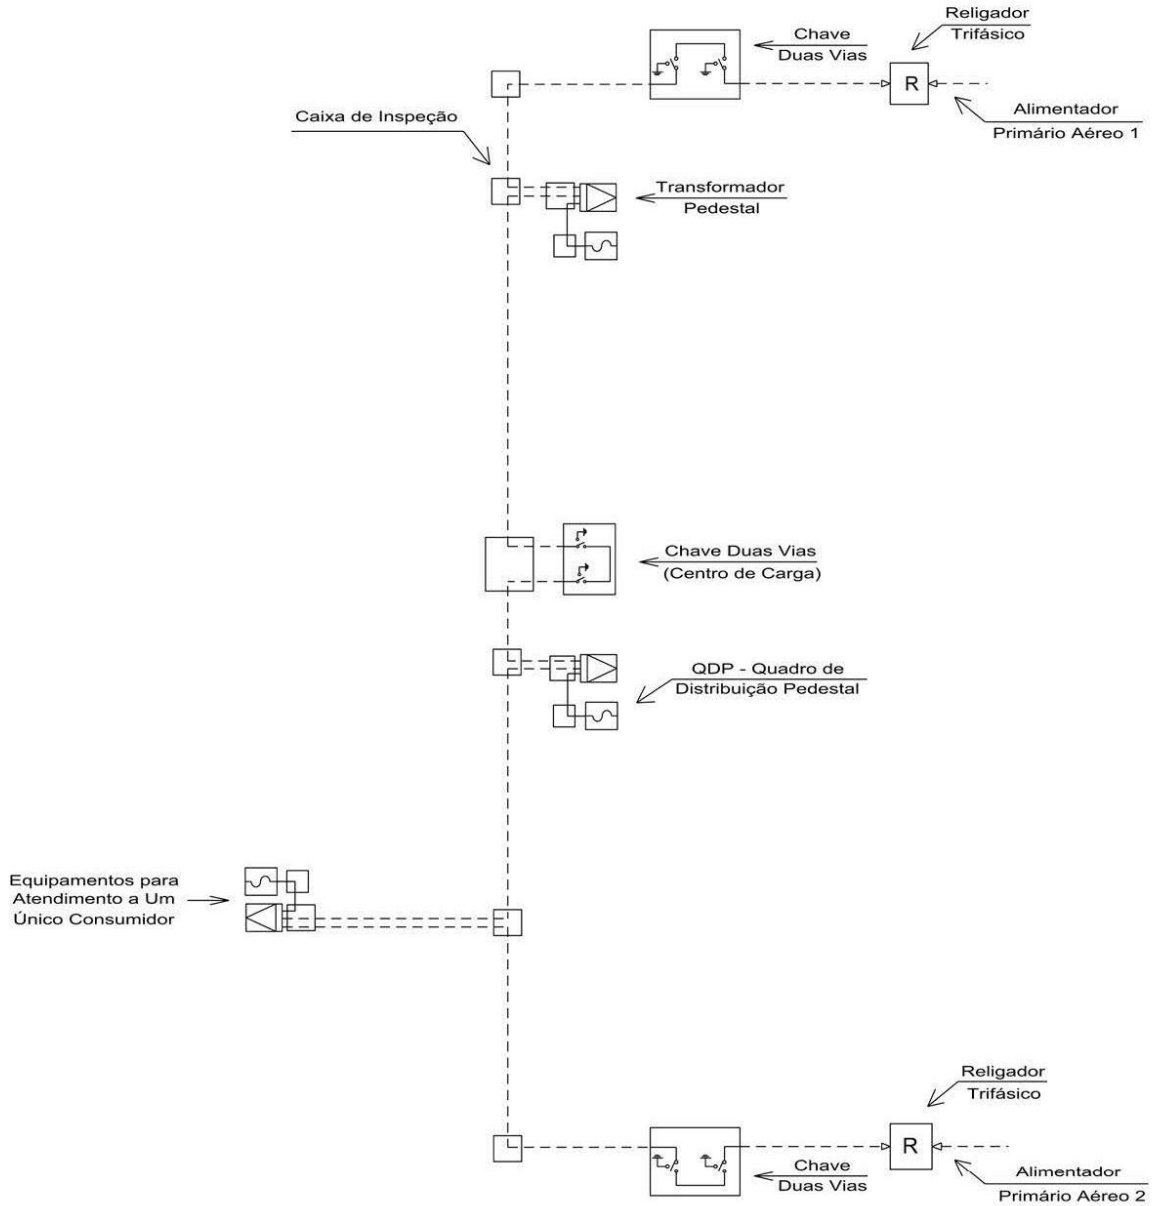 Religador
Trifásico
Chave
Duas Vias
R
Alimentador
Primário Aéreo 1
Caixa de Inspeção
Transformador
Pedestal
Chave Duas Vias
(Centro de Carga)
QDP - Quadro de
Distribuição Pedestal
Equipamentos para
Atendimento a Um
Único Consumidor
Religador
Trifásico
R
Chave
Duas Vias
Alimentador
Primário Aéreo 2